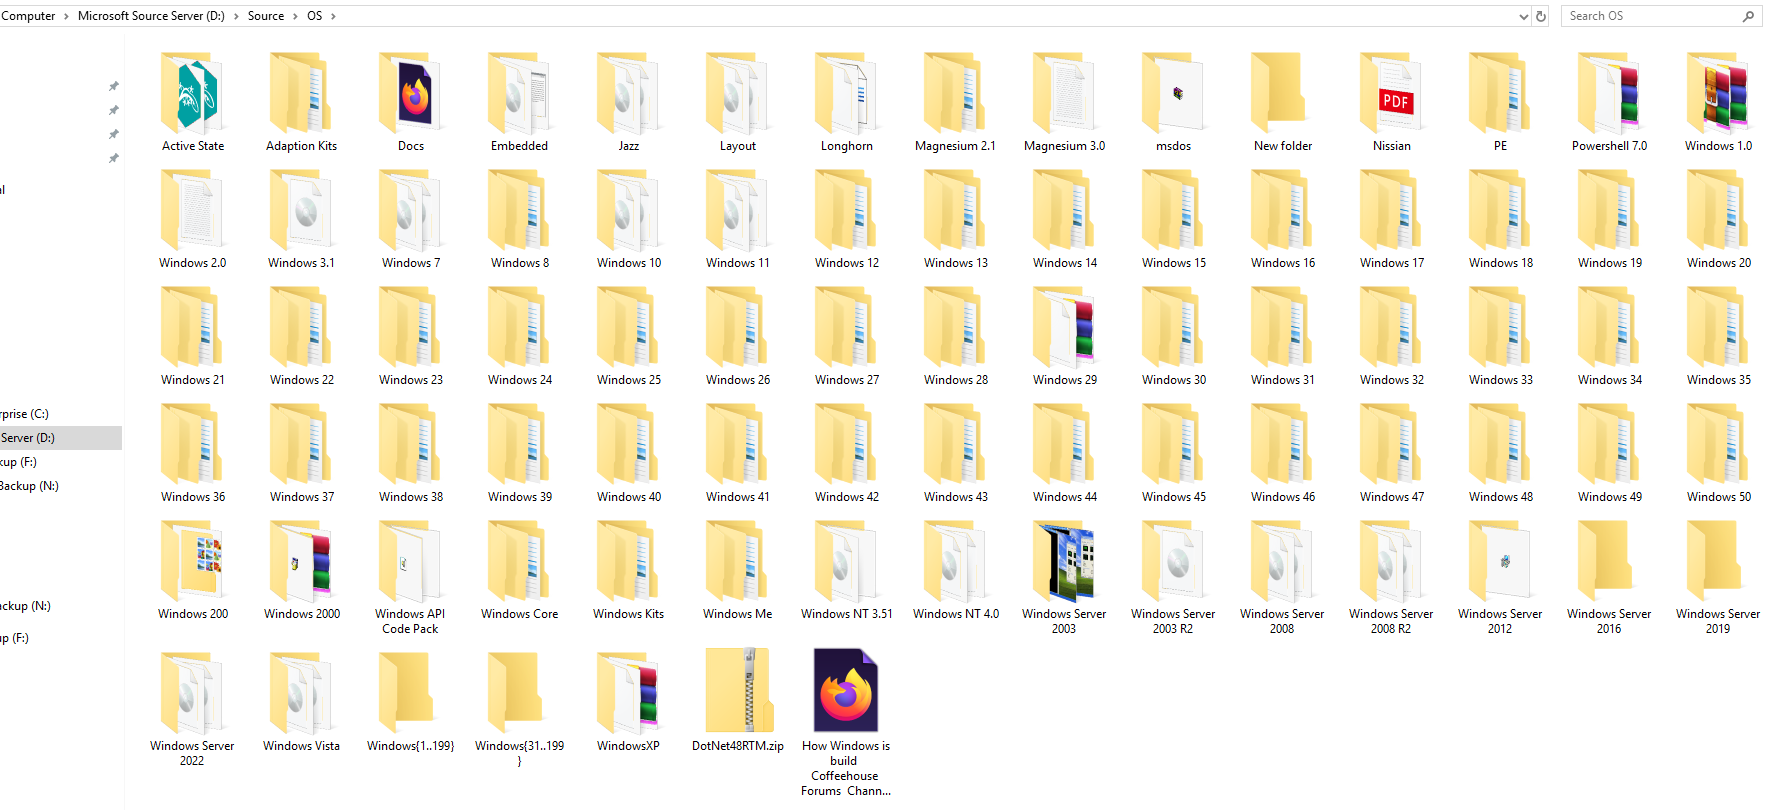 Computer > Microsoft Source Server (D:) > Source > OS >
Search OS
Active State
Adaption Kits
Docs
Embedded
Jazz
Layout
Longhorn
Magnesium 2.1
Magnesium 3.0
msdos
New folder
PDF
Nissian
PE
Powershell 7.0
Windows 1.0
Windows 2.0
Windows 3.1
Windows 7
Windows 8
Windows 10
Windows 11
Windows 12
Windows 13
Windows 14
Windows 15
Windows 16
Windows 17
Windows 18
Windows 19
Windows 20
Windows 21
Windows 22
Windows 23
Windows 24
Windows 25
Windows 26
Windows 27
Windows 28
Windows 29
Windows 30
Windows 31
Windows 32
Windows 33
Windows 34
Windows 35
Windows 36
Windows 37
Windows 38
Windows 39
Windows 40
Windows 41
Windows 42
Windows 43
Windows 44
Windows 45
Windows 46
Windows 47
Windows 48
Windows 49
Windows 50
Windows 200
Windows 2000
Windows API
Code Pack
Windows Core
Windows Kits
Windows Me
Windows NT 3.51
Windows NT 4.0
Windows Server
2003
Windows Server
2003 R2
Windows Server
2008
Windows Server
2008 R2
Windows Server
2012
Windows Server
2016
Windows Server
2019
Windows Server
2022
Windows Vista
Windows{1..199}
Windows{31..199
}
WindowsXP
DotNet48RTM.zip
How Windows is
build
Coffeehouse
Forums Chann...
al
rprise (C:)
Server (D:)
kup (F:)
Backup (N:)
ackup (N:)
up (F:)